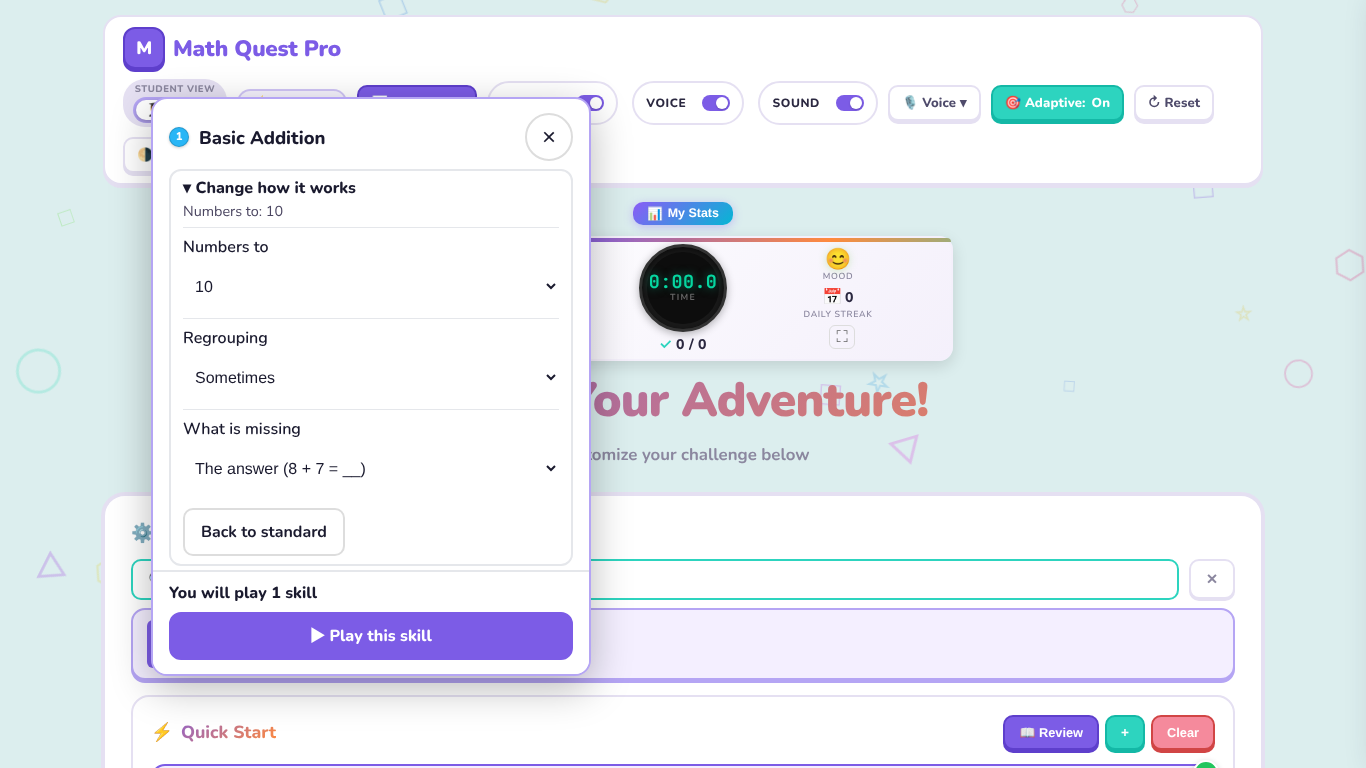 M
Math Quest Pro
STUDENT VIEW
VOICE
SOUND
🎙️ Voice ▾
🎯 Adaptive: On
↻ Reset
1
Basic Addition
✕
▾ Change how it works
Numbers to: 10
Numbers to
10
Regrouping
Sometimes
What is missing
The answer (8 + 7 = __)
Back to standard
You will play 1 skill
▶ Play this skill
📊 My Stats
0:00.0
TIME
✓ 0 / 0
😊
MOOD
📅 0
DAILY STREAK
Your Adventure!
customize your challenge below
✕
⚡ Quick Start
📖 Review
+
Clear